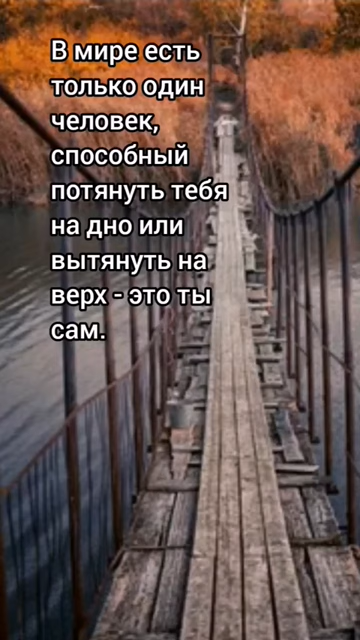 В мире есть
только один
человек,
способный
потянуть тебя
на дно или
вытянуть на
верх - это ты
сам.